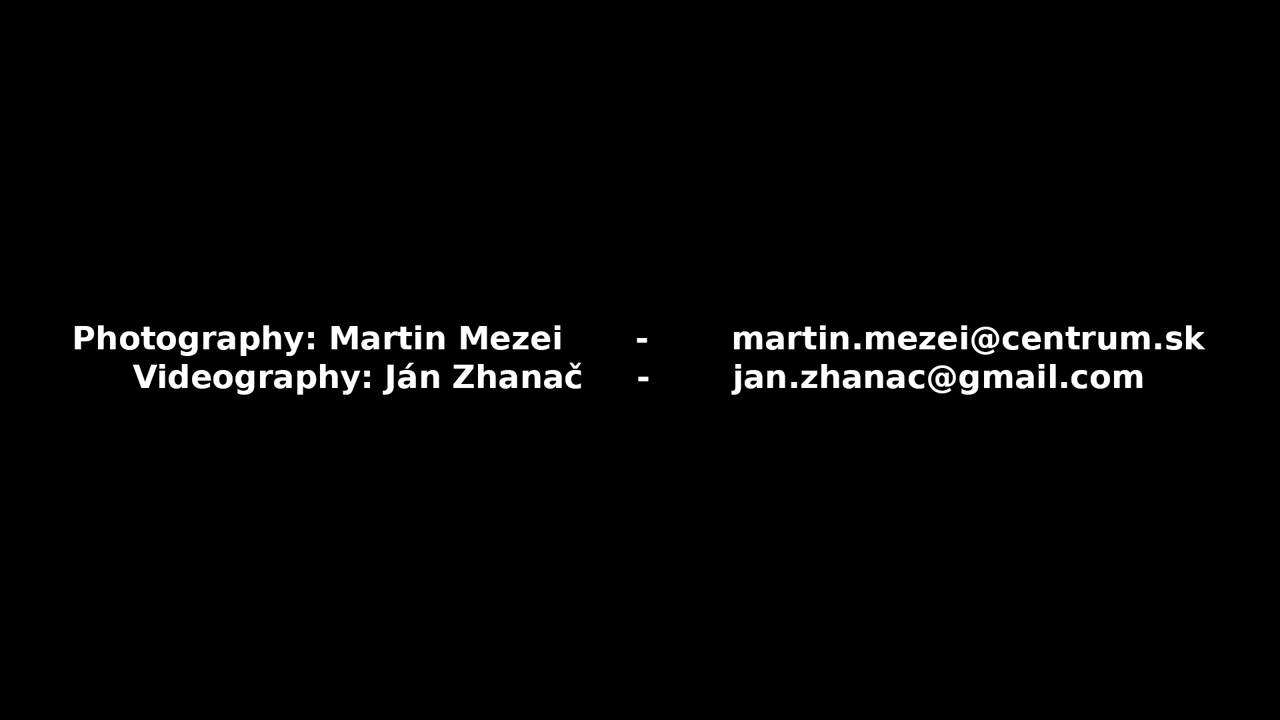 Photography: Martin Mezei - martin.mezei@centrum.sk
Videography: Ján Zhanač - jan.zhanac@gmail.com